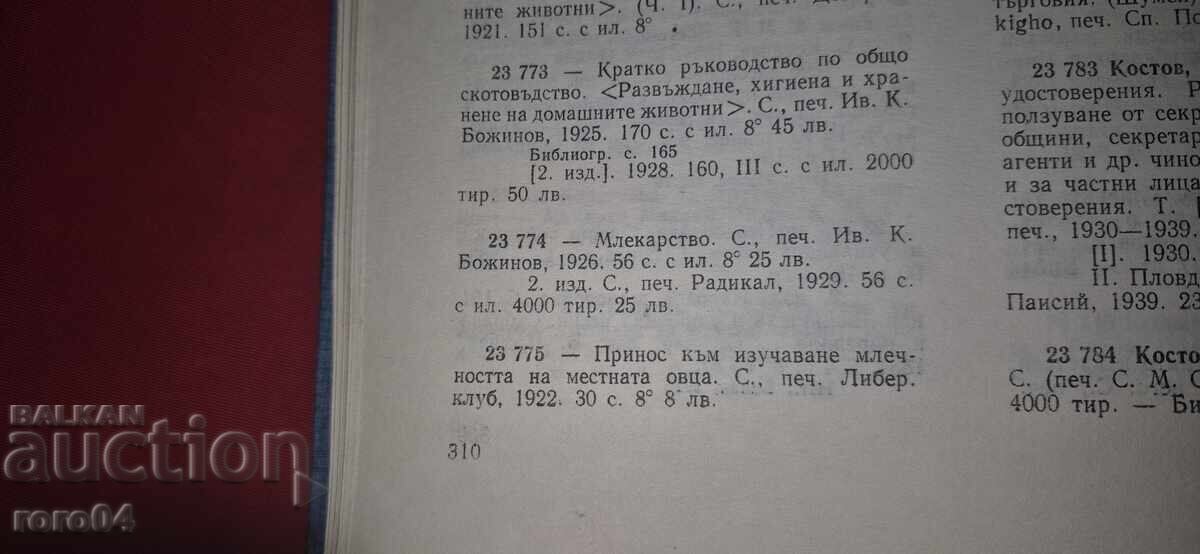 ните животни>. (Ч. I). С., печ.
1921. 151 с. с ил. 8°
23 773 — Кратко ръководство по общо
скотовъдство. <Развъждане, хигиена и хра-
нене на домашните животни>. С., печ. Ив. К.
Божинов, 1925. 170 с. с ил. 8° 45 лв.
Библиогр. с. 165
[2. изд.]. 1928. 160, III с. с ил. 2000
тир. 50 лв.
23 774 — Млекарство. С., печ. Ив. К.
Божинов, 1926. 56 с. с ил. 8° 25 лв.
2. изд. С., печ. Радикал, 1929. 56 с.
с ил. 4000 тир. 25 лв.
23 775 — Принос към изучаване млеч-
ността на местната овца. С., печ. Либер.
клуб, 1922. 30 с. 8° 8 лв.
310
търговия. (Шумен)
kigho, печ. Сп. По
23 783 Костов,
удостоверения. Р
ползуване от секр
общини, секретар
агенти и др. чино
и за частни лица
стоверения. Т. [
печ., 1930—1939.
[I]. 1930.
II. Пловд
Паисий, 1939. 23
23 784 Косто
С. (печ. С. М. С
4000 тир. — Би
BALKAN
auction
roro04